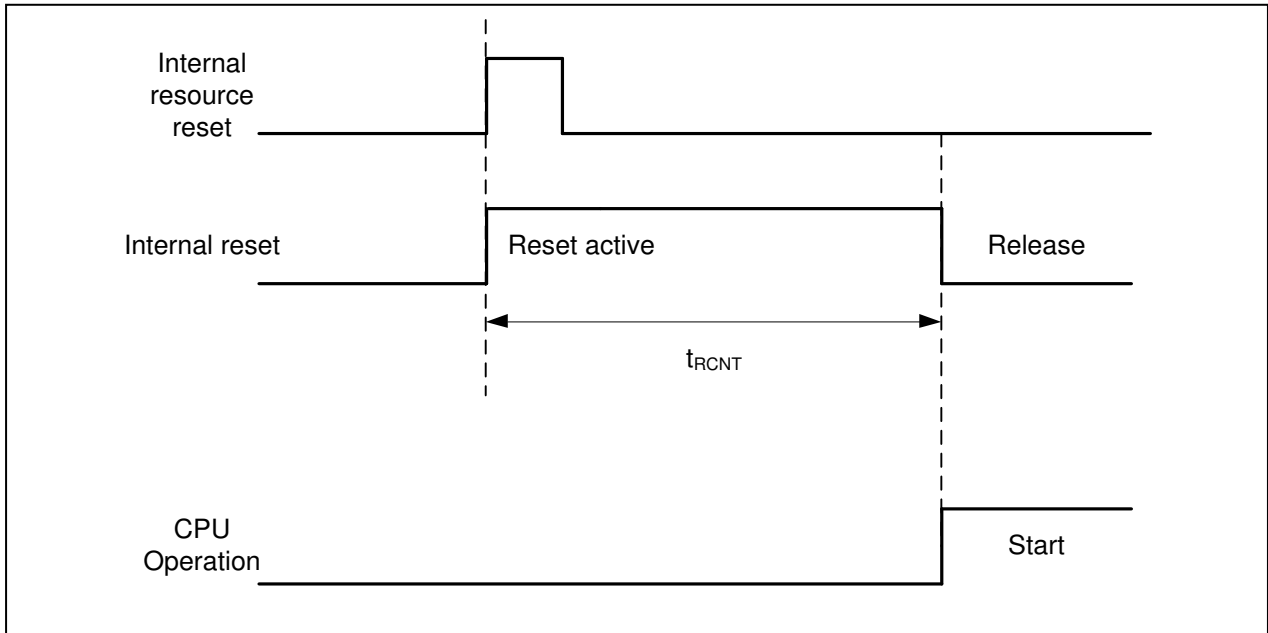 Internal
resource
reset
Internal reset
Reset active
Release
tRCNT
CPU
Operation
Start